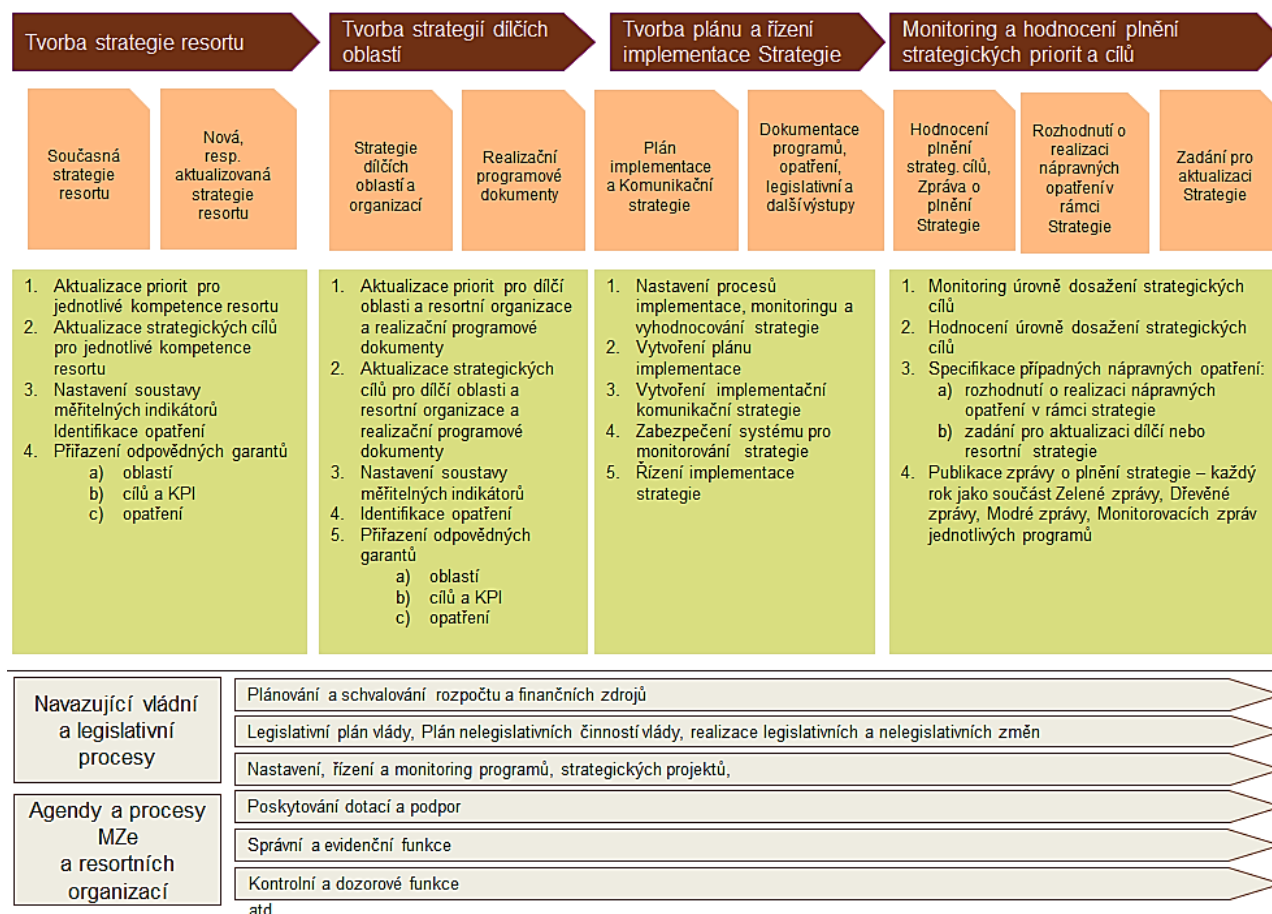 Tvorba strategie resortu
Tvorba strategií dílčích
oblastí
Tvorba plánu a řízení
implementace Strategie
Monitoring a hodnocení plnění
strategických priorit a cílů
Současná
strategie
resortu
Nová,
resp.
aktualizovaná
strategie
resortu
Strategie
dílčích
oblastí a
organizací
Realizační
programové
dokumenty
Plán
implementace
a Komunikační
strategie
Dokumentace
programů,
opatření,
legislativní a
další výstupy
Hodnocení
plnění
strateg. cílů,
Zpráva o
plnění
Strategie
Rozhodnutí o
realizaci
nápravných
opatření v
rámci
Strategie
Zadání pro
aktualizaci
Strategie
1. Aktualizace priorit pro
jednotlivé kompetence resortu
2. Aktualizace strategických cílů
pro jednotlivé kompetence
resortu
3. Nastavení soustavy
měřitelných indikátorů
Identifikace opatření
4. Přiřazení odpovědných garantů
a) oblastí
b) cílů a KPI
c) opatření
1. Aktualizace priorit pro dílčí
oblasti a resortní organizace
a realizační programové
dokumenty
2. Aktualizace strategických
cílů pro dílčí oblasti a
resortní organizace a
realizační programové
dokumenty
3. Nastavení soustavy
měřitelných indikátorů
4. Identifikace opatření
5. Přiřazení odpovědných
garantů
a) oblastí
b) cílů a KPI
c) opatření
1. Nastavení procesů
implementace, monitoringu a
vyhodnocování strategie
2. Vytvoření plánu
implementace
3. Vytvoření implementační
komunikační strategie
4. Zabezpečení systému pro
monitorování strategie
5. Řízení implementace
strategie
1. Monitoring úrovně dosažení strategických
cílů
2. Hodnocení úrovně dosažení strategických
cílů
3. Specifikace případných nápravných opatření:
a) rozhodnutí o realizaci nápravných
opatření v rámci strategie
b) zadání pro aktualizaci dílčí nebo
resortní strategie
4. Publikace zprávy o plnění strategie – každý
rok jako součást Zelené zprávy, Dřevěné
zprávy, Modré zprávy, Monitorovacích zpráv
jednotlivých programů
Navazující vládní
a legislativní
procesy
Plánování a schvalování rozpočtu a finančních zdrojů
Legislativní plán vlády, Plán nelegislativních činností vlády, realizace legislativních a nelegislativních změn
Nastavení, řízení a monitoring programů, strategických projektů,
Agendy a procesy
MZe
a resortních
organizací
Poskytování dotací a podpor
Správní a evidenční funkce
Kontrolní a dozorové funkce
atd